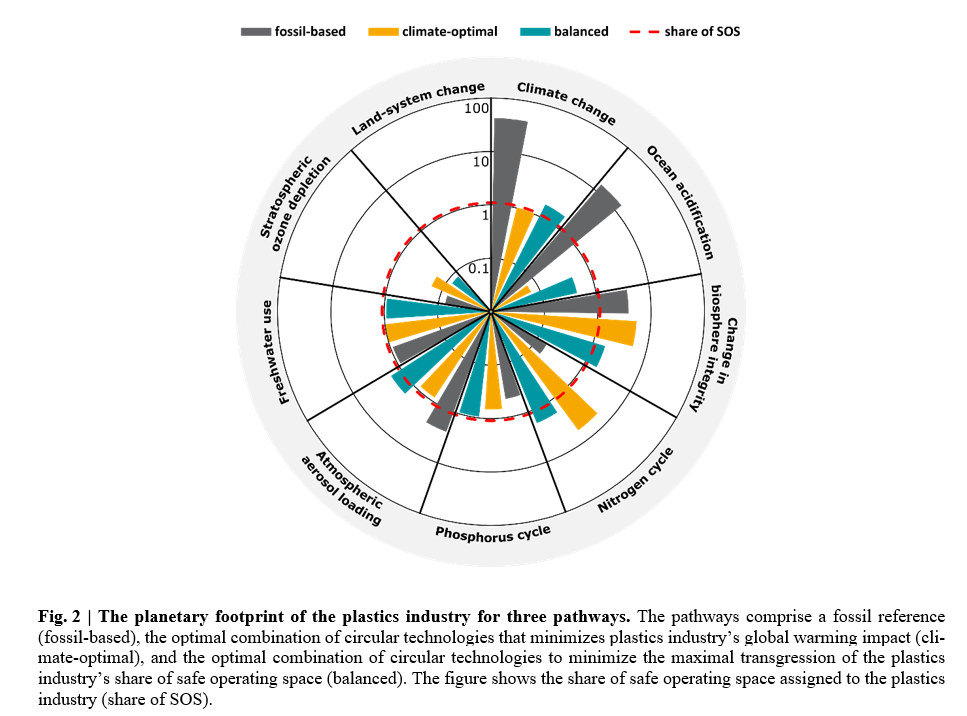 fossil-based climate-optimal balanced share of SOS
Land-system change
Climate change
Ocean acidification
Change in
biosphere integrity
Nitrogen cycle
Phosphorus cycle
Atmospheric
aerosol loading
Freshwater use
Stratospheric
ozone depletion
100
10
1
0.1
Fig. 2 | The planetary footprint of the plastics industry for three pathways. The pathways comprise a fossil reference
(fossil-based), the optimal combination of circular technologies that minimizes plastics industry’s global warming impact (cli-
mate-optimal), and the optimal combination of circular technologies to minimize the maximal transgression of the plastics
industry’s share of safe operating space (balanced). The figure shows the share of safe operating space assigned to the plastics
industry (share of SOS).